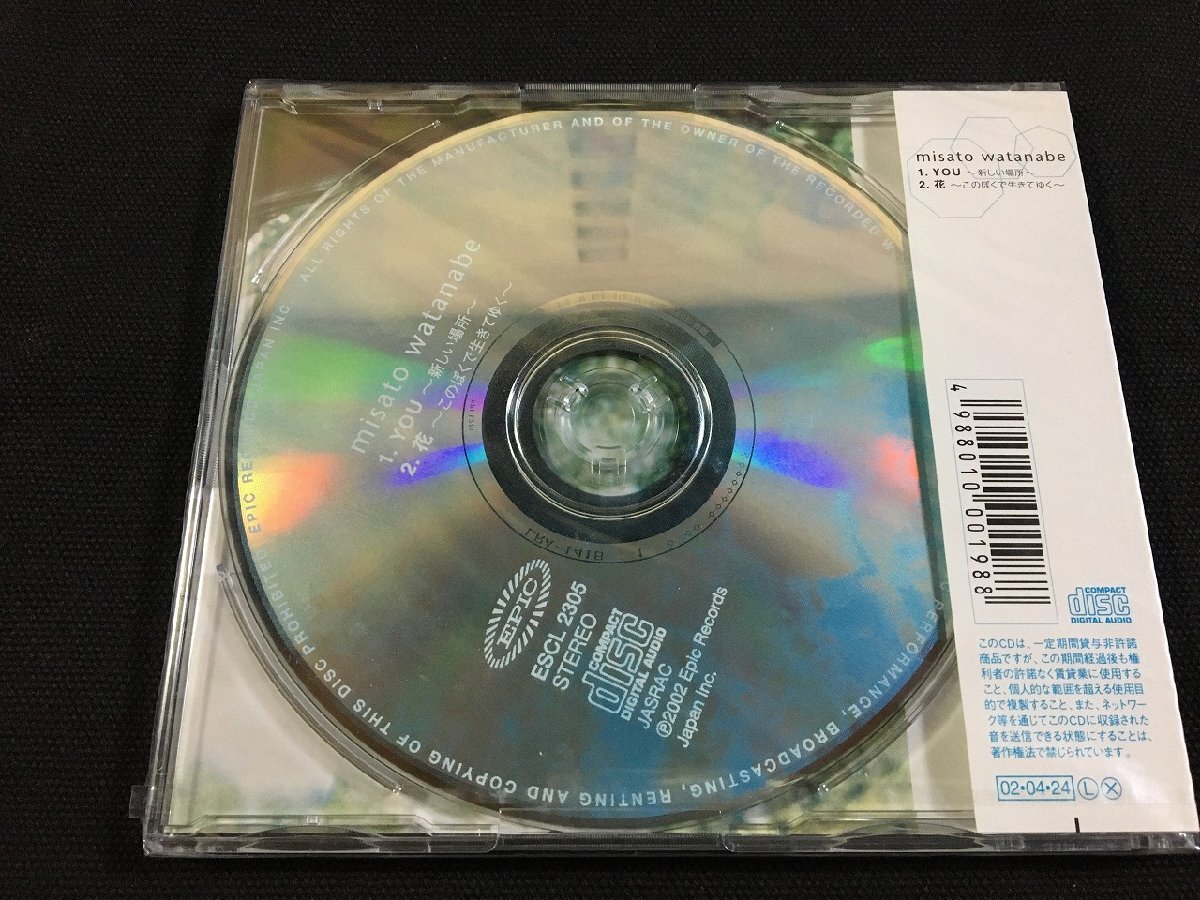 misato watanabe
1. YOU ～新しい場所～
2. 花 ～このぼくで生きてゆく～
4988010001988
COMPACT
disc
DIGITAL AUDIO
このCDは、一定期間貸与非許諾
商品ですが、この期間経過後も権
利者の許諾なく賃貸業に使用する
こと、個人的な範囲を超える使用目
的で複製すること、また、ネットワー
ク等を通じてこのCDに収録された
音を送信できる状態にすることは、
著作権法で禁じられています。
02・04・24 L X
ALL RIGHTS OF THE MANUFACTURER AND OF THE OWNER OF THE RECORDED W
PERFORMANCE, BROADCASTING, RENTING AND COPYING OF THIS DISC PROHIBITED. EPIC RE JAPAN INC.
misato watanabe
1. YOU ～新しい場所～
2. 花 ～このぼくで生きてゆく～
EPIC
ESCL 2305
STEREO
COMPACT
disc
DIGITAL AUDIO
JASRAC
℗2002 Epic Records
Japan Inc.